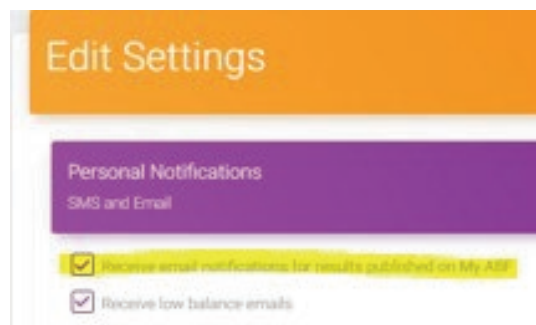 Edit Settings
Personal Notifications
SMS and Email
Receive email notifications for results published on My ABF
Receive low balance emails